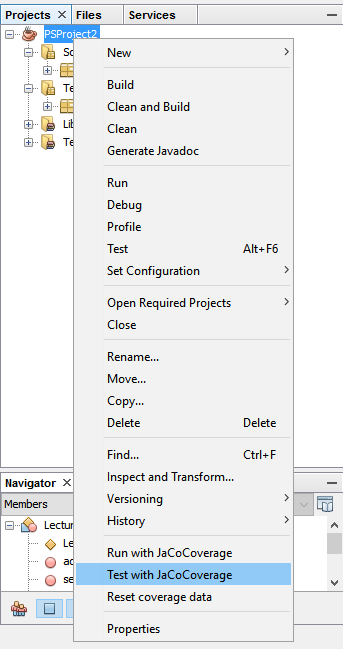 Projects Files Services
PSProject2
So
Te
Lib
Te
New
Build
Clean and Build
Clean
Generate Javadoc
Run
Debug
Profile
Test Alt+F6
Set Configuration
Open Required Projects
Close
Rename...
Move...
Copy...
Delete Delete
Find... Ctrl+F
Inspect and Transform...
Versioning
History
Run with JaCoCoverage
Test with JaCoCoverage
Reset coverage data
Properties
Navigator
Members
Lectur
Le
ac
se